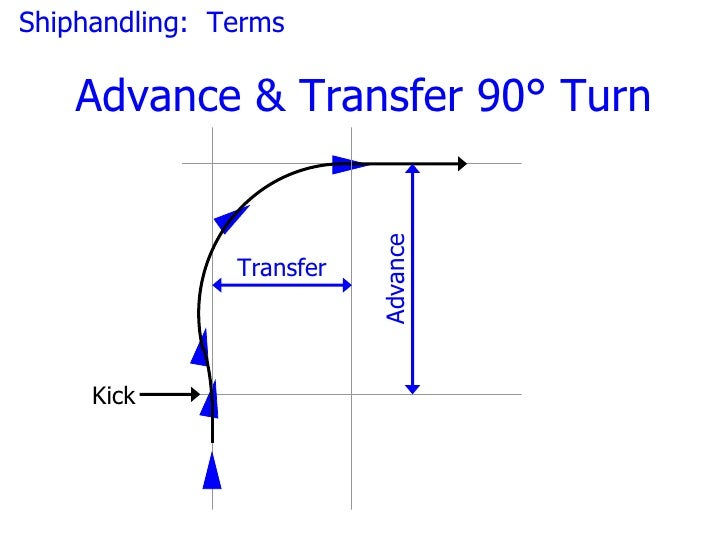 Shiphandling:  Terms
Advance & Transfer 90° Turn
Transfer
Advance
Kick